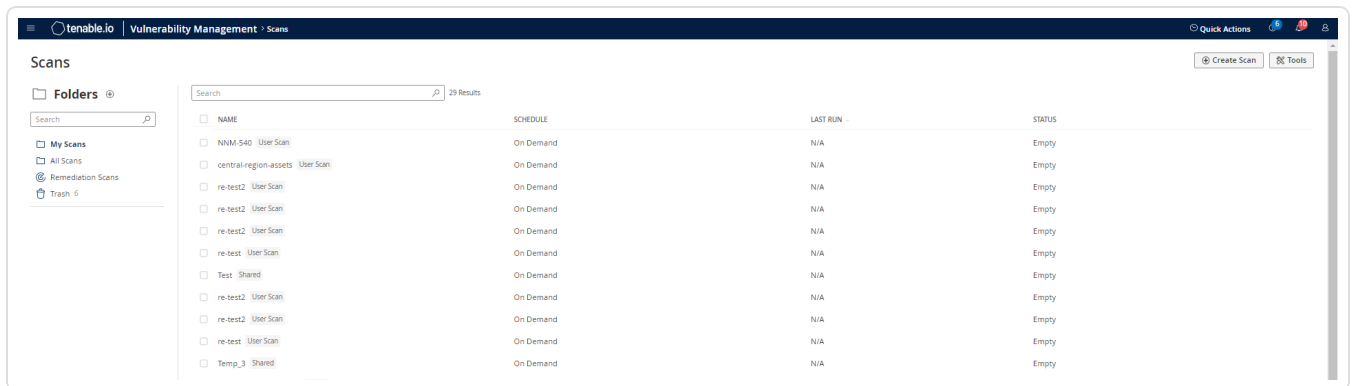 tenable.io Vulnerability Management > Scans Quick Actions 6 10
Scans
Create Scan Tools
Folders
Search
My Scans
All Scans
Remediation Scans
Trash 6
Search 29 Results
NAME SCHEDULE LAST RUN STATUS
NNM-540 User Scan On Demand N/A Empty
central-region-assets User Scan On Demand N/A Empty
re-test2 User Scan On Demand N/A Empty
re-test2 User Scan On Demand N/A Empty
re-test2 User Scan On Demand N/A Empty
re-test User Scan On Demand N/A Empty
Test Shared On Demand N/A Empty
re-test2 User Scan On Demand N/A Empty
re-test2 User Scan On Demand N/A Empty
re-test User Scan On Demand N/A Empty
Temp_3 Shared On Demand N/A Empty